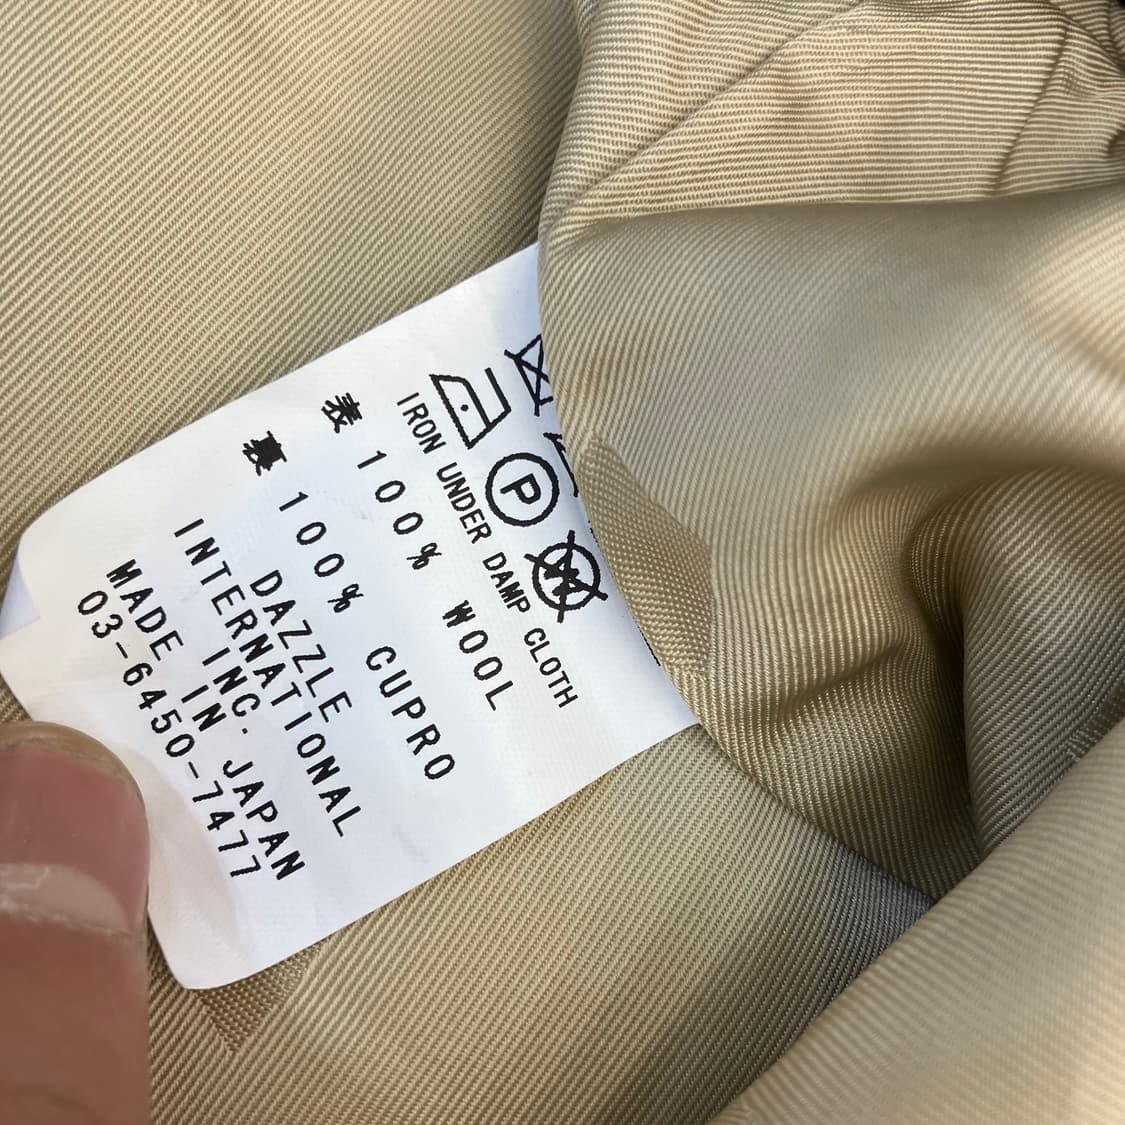 P
W
IRON UNDER DAMP CLOTH
表 100% WOOL
裏 100% CUPRO
DAZZLE
INTERNATIONAL
INC.
MADE IN JAPAN
03-6450-7477